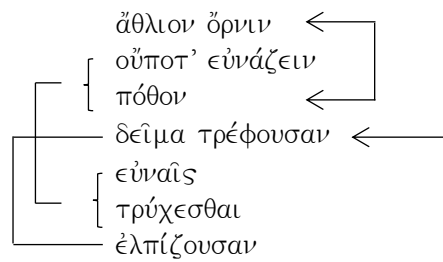 ἄθλιον ὄρνιν
οὔποτ’ εὐνάζειν
πόθον
δεῖμα τρέφουσαν
εὐναῖς
τρύχεσθαι
ἐλπίζουσαν